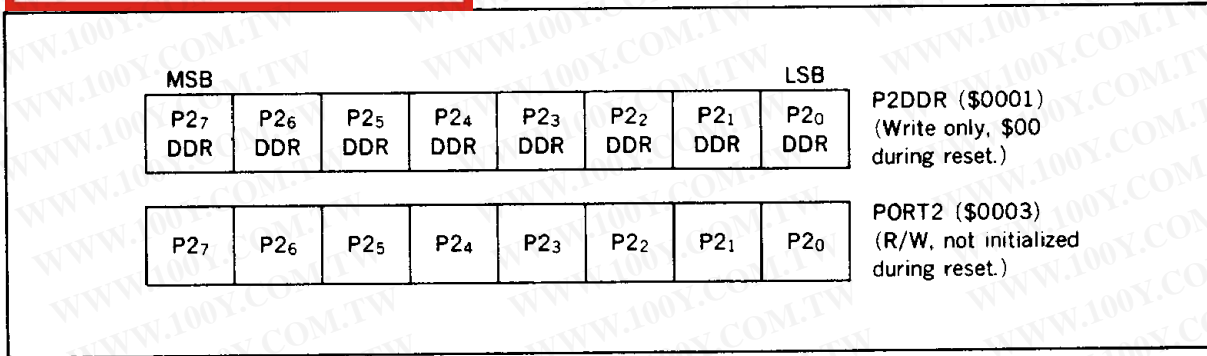 MSB LSB
P2₇ P2₆ P2₅ P2₄ P2₃ P2₂ P2₁ P2₀
DDR DDR DDR DDR DDR DDR DDR DDR
P2DDR ($0001)
(Write only, $00
during reset.)
P2₇ P2₆ P2₅ P2₄ P2₃ P2₂ P2₁ P2₀
PORT2 ($0003)
(R/W, not initialized
during reset.)
WWW.100Y.COM.TW